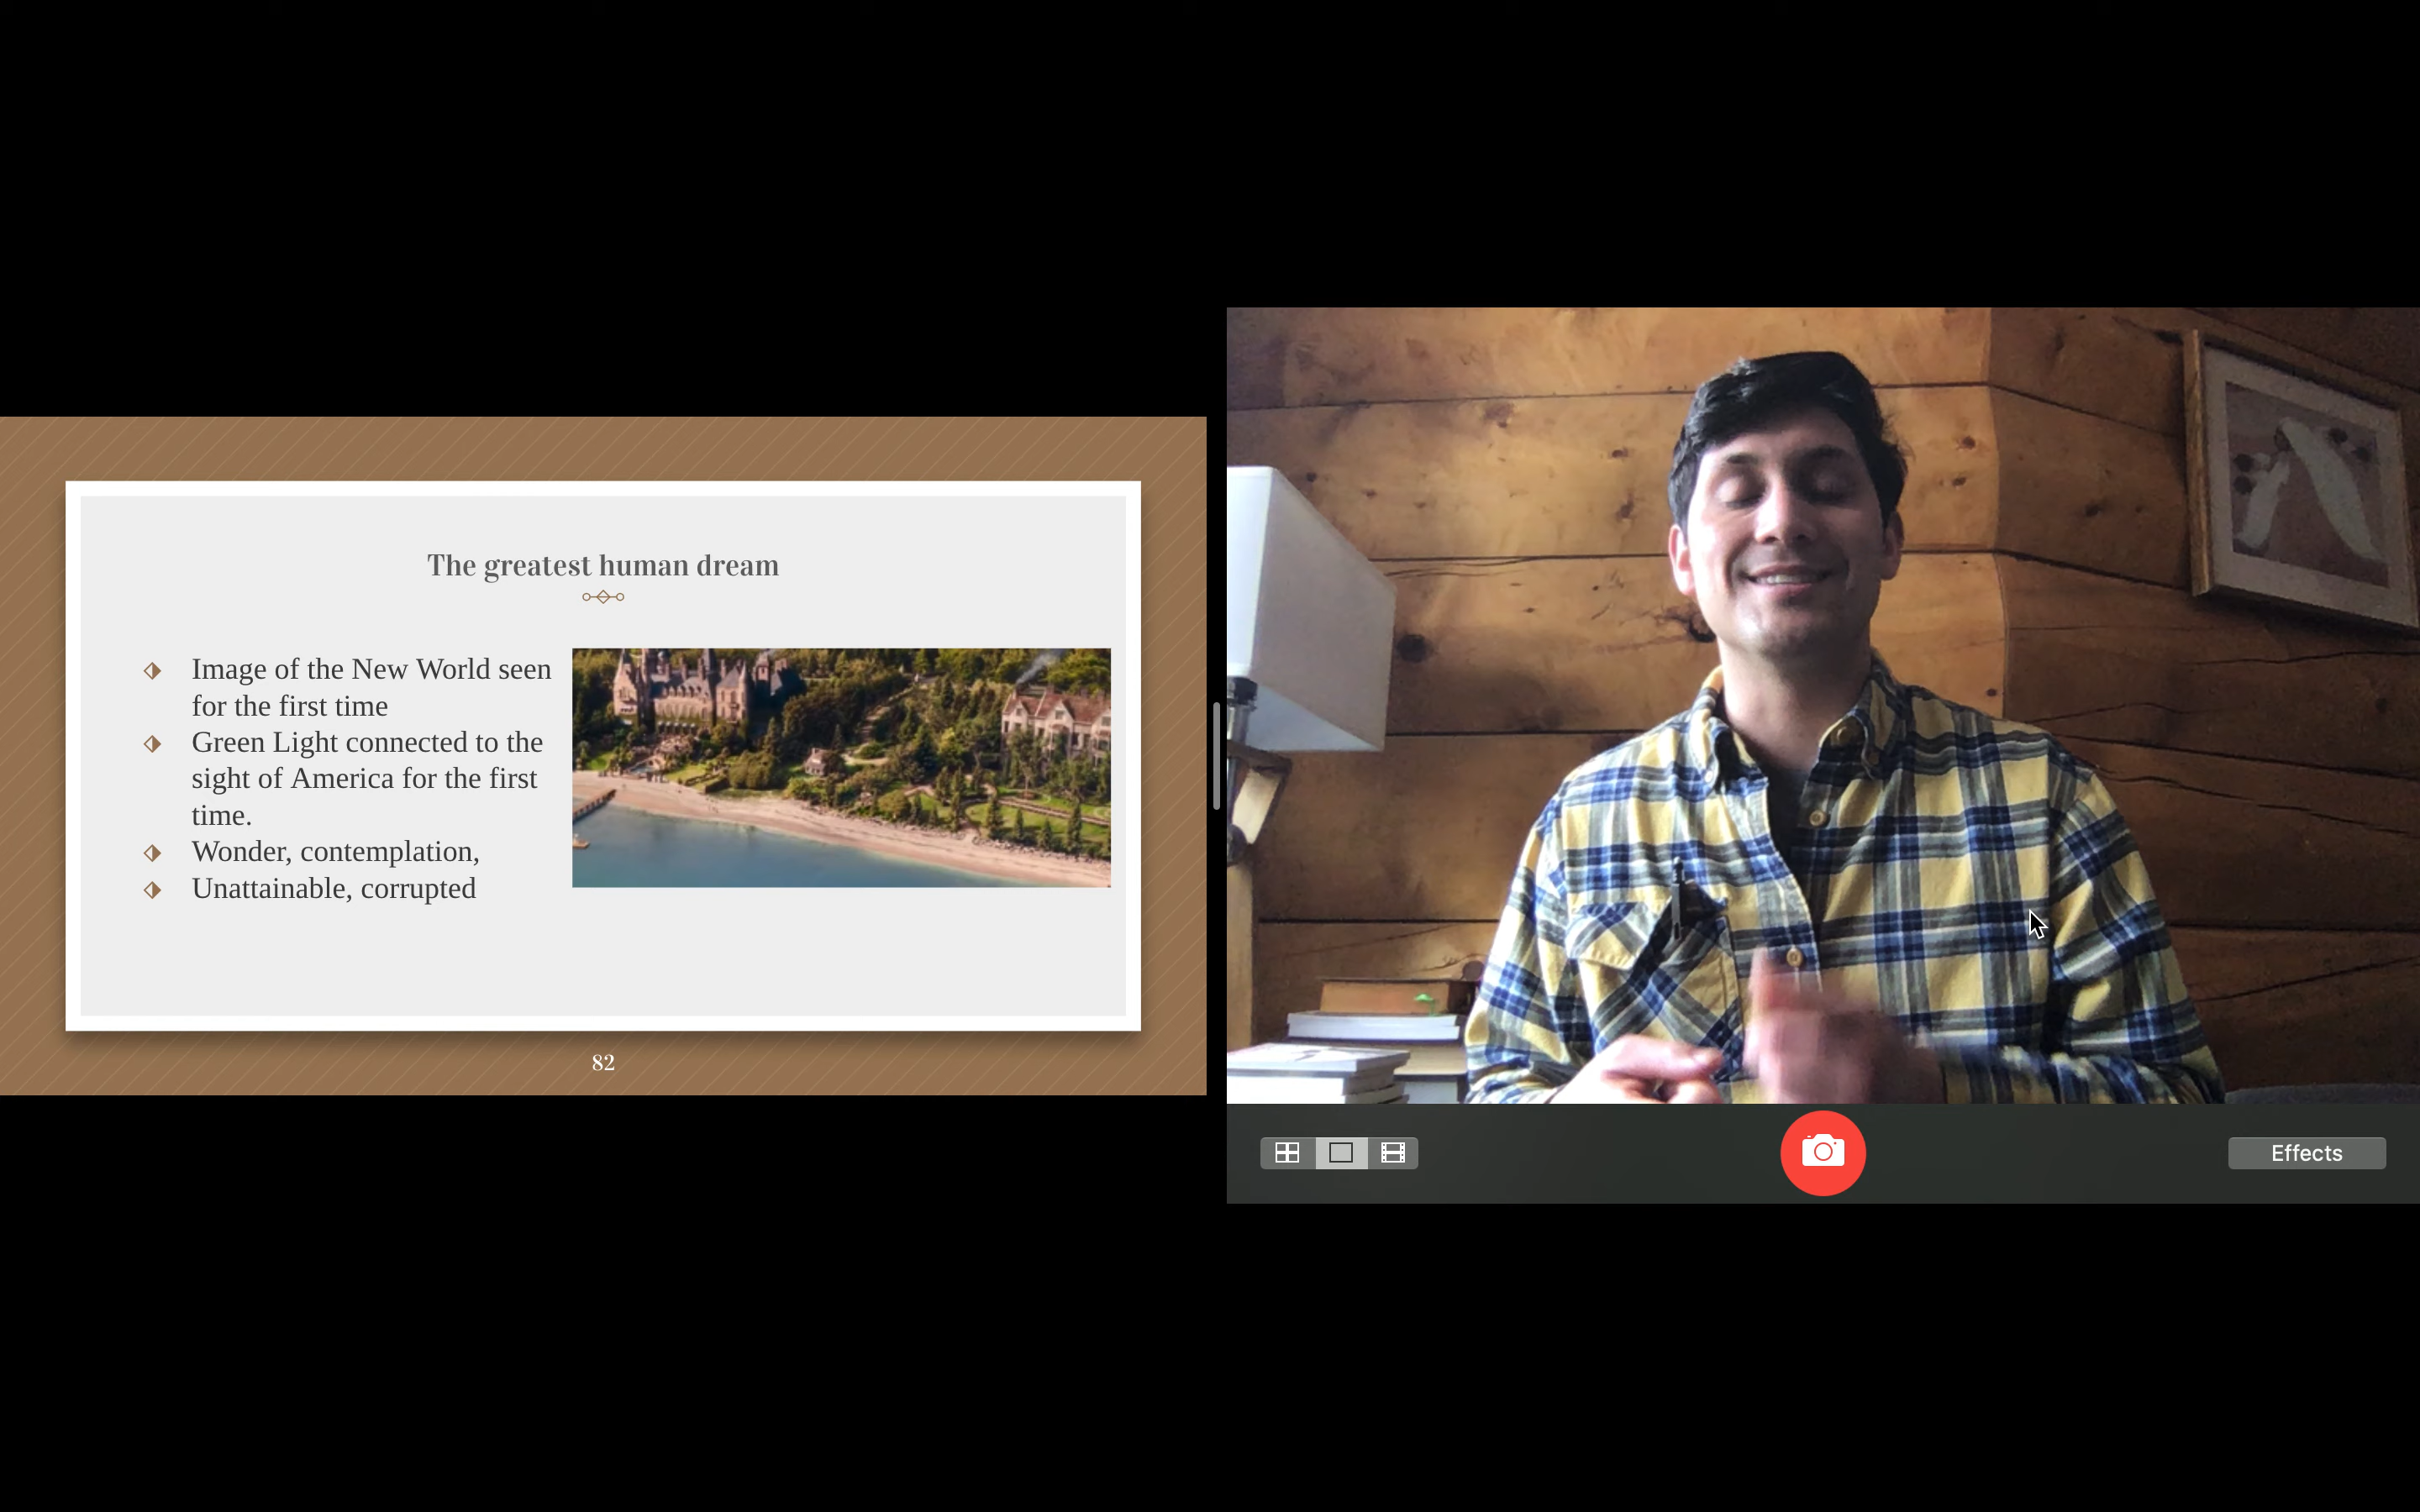 The greatest human dream
Image of the New World seen
for the first time
Green Light connected to the
sight of America for the first
time.
Wonder, contemplation,
Unattainable, corrupted
82
Effects